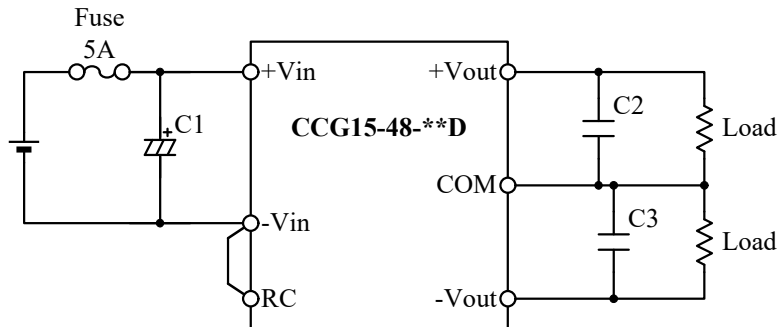 Fuse
5A
+Vin
+Vout
C1
+
C2
Load
CCG15-48-**D
COM
-Vin
C3
Load
RC
-Vout